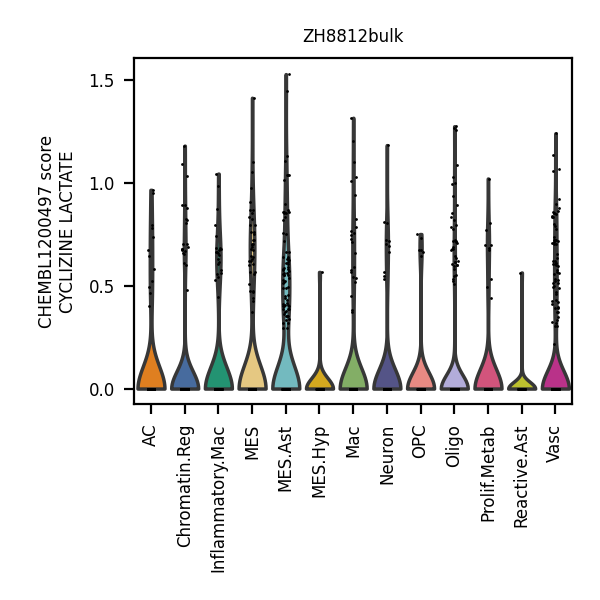 ZH8812bulk
CHEMBL1200497 score
CYCLIZINE LACTATE
1.5
1.0
0.5
0.0
AC
Chromatin.Reg
Inflammatory.Mac
MES
MES.Ast
MES.Hyp
Mac
Neuron
OPC
Oligo
Prolif.Metab
Reactive.Ast
Vasc